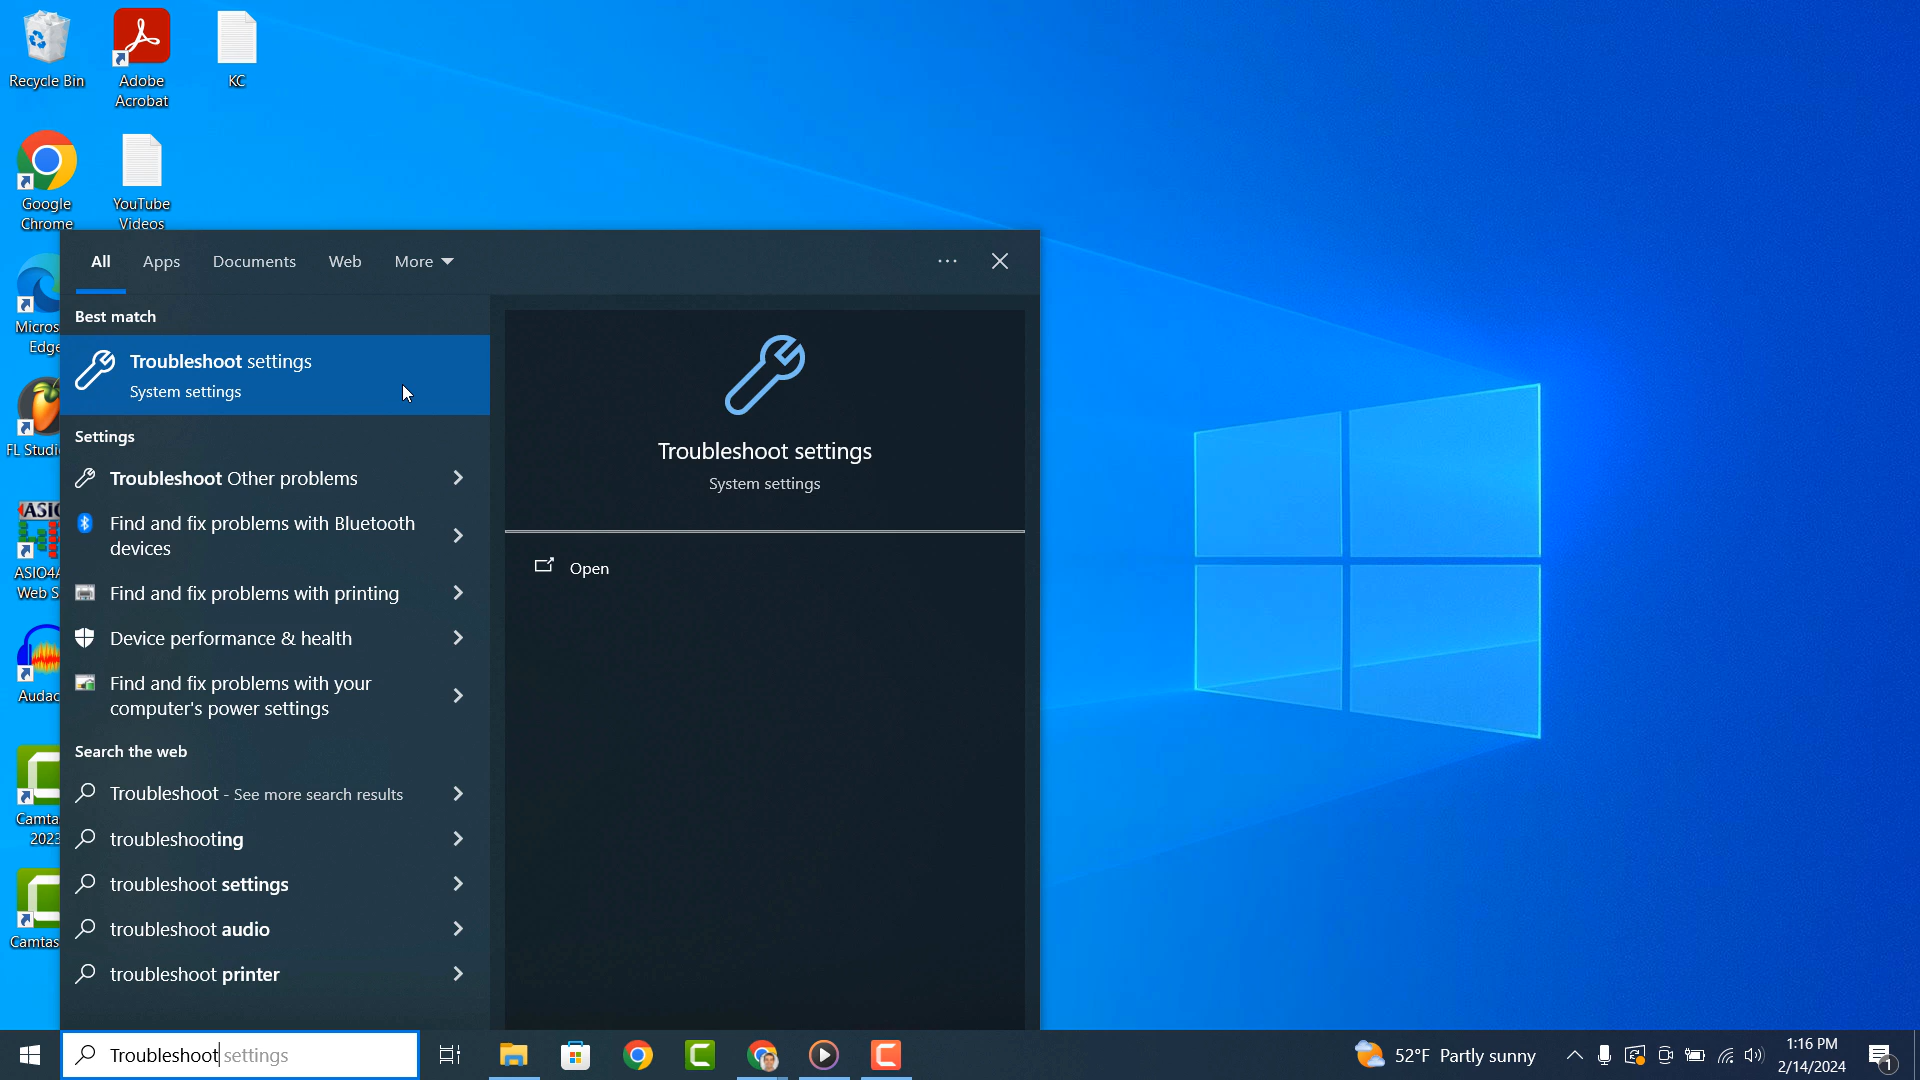 Recycle Bin
Adobe
Acrobat
KC
Google
Chrome
YouTube
Videos
Micros
Edge
FL Studi
ASIO
ASIO4A
Web S
Audac
Camta
2023
Camtas
All
Apps
Documents
Web
More
Best match
Troubleshoot settings
System settings
Settings
Troubleshoot Other problems
Find and fix problems with Bluetooth
devices
Find and fix problems with printing
Device performance & health
Find and fix problems with your
computer's power settings
Search the web
Troubleshoot - See more search results
troubleshooting
troubleshoot settings
troubleshoot audio
troubleshoot printer
Troubleshoot settings
System settings
Open
Troubleshoot settings
52°F Partly sunny
1:16 PM
2/14/2024
1